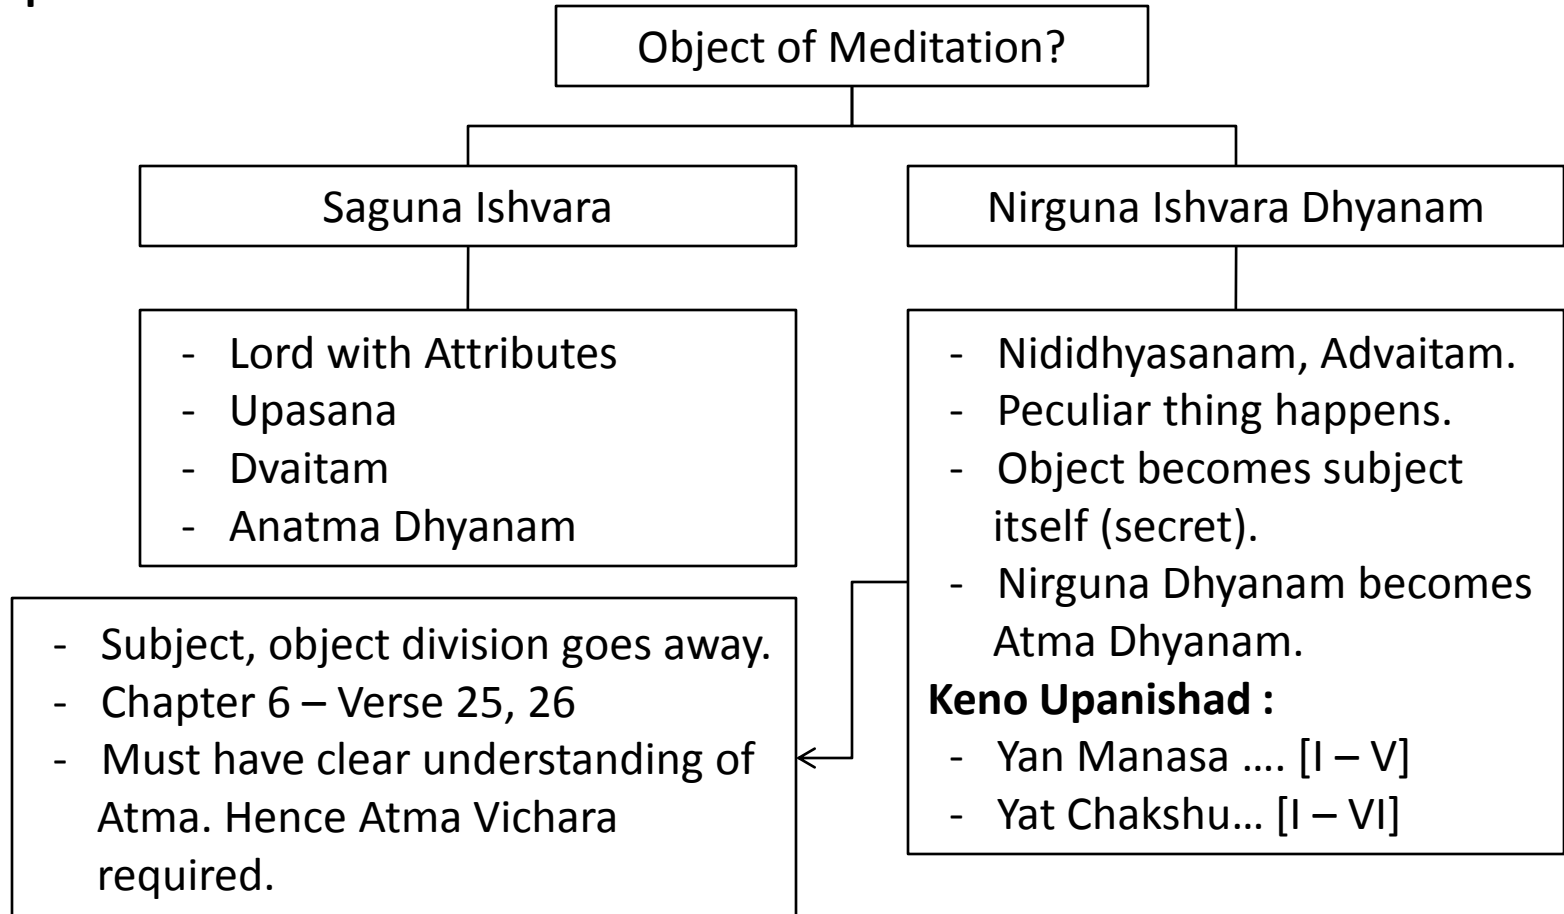 Object of Meditation?
Saguna Ishvara
Nirguna Ishvara Dhyanam
- Lord with Attributes
- Upasana
- Dvaitam
- Anatma Dhyanam
- Nididhyasanam, Advaitam.
- Peculiar thing happens.
- Object becomes subject
itself (secret).
- Nirguna Dhyanam becomes
Atma Dhyanam.
Keno Upanishad :
- Yan Manasa .... [I – V]
- Yat Chakshu... [I – VI]
- Subject, object division goes away.
- Chapter 6 – Verse 25, 26
- Must have clear understanding of
Atma. Hence Atma Vichara
required.